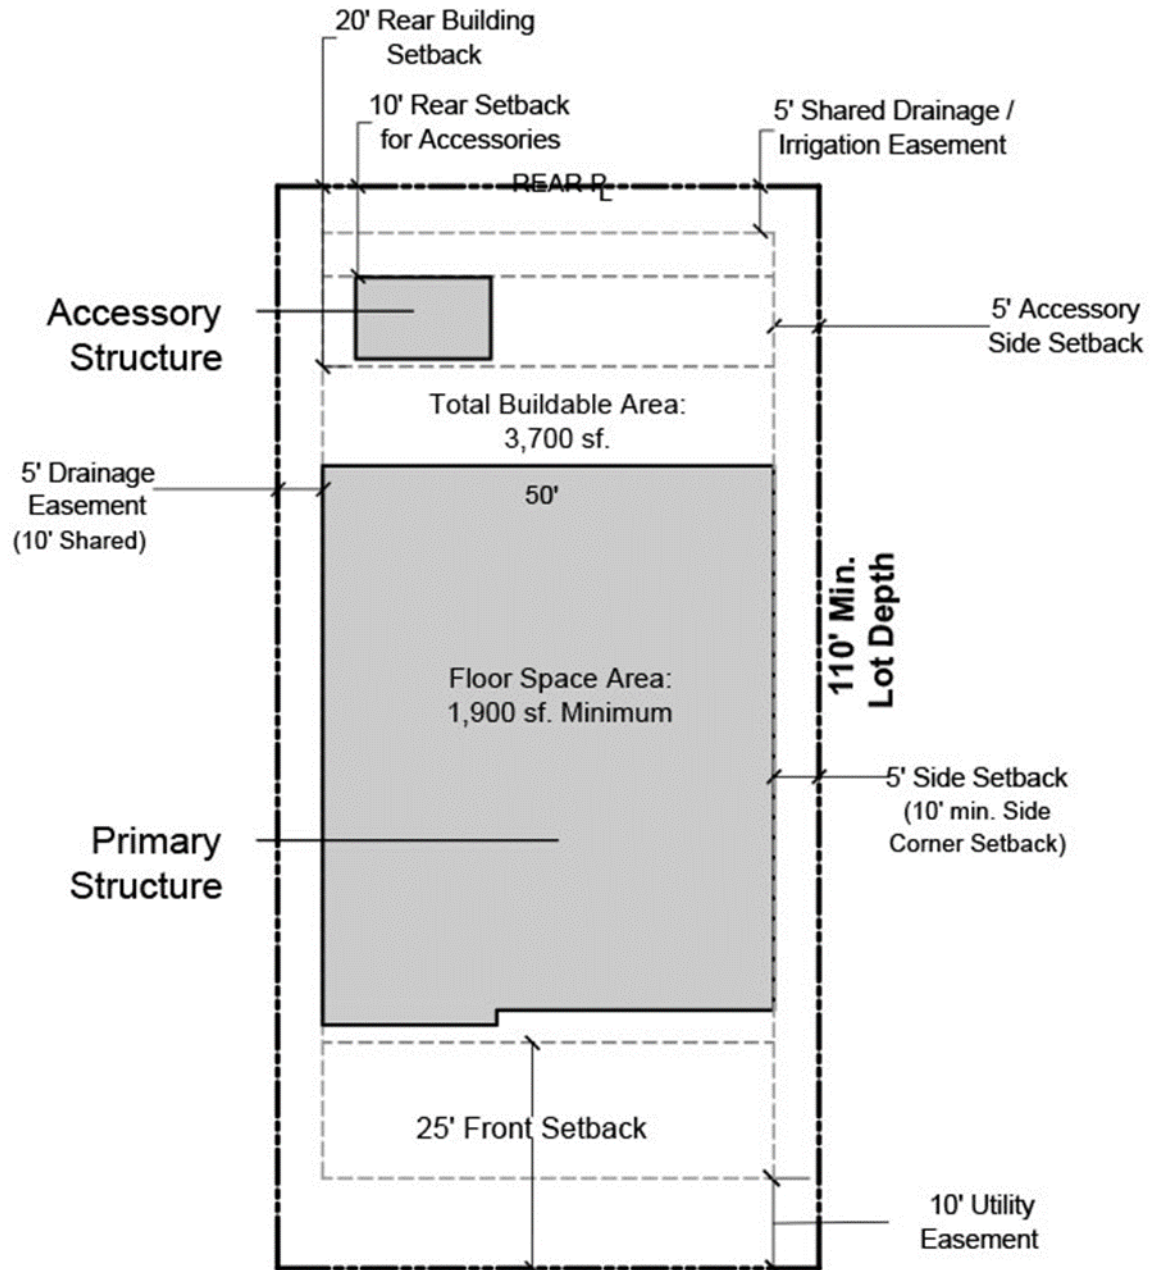 20' Rear Building
Setback
10' Rear Setback
for Accessories
5' Shared Drainage /
Irrigation Easement
REAR PL
Accessory
Structure
5' Accessory
Side Setback
Total Buildable Area:
3,700 sf.
5' Drainage
Easement
(10' Shared)
50'
110' Min.
Lot Depth
Floor Space Area:
1,900 sf. Minimum
5' Side Setback
(10' min. Side
Corner Setback)
Primary
Structure
25' Front Setback
10' Utility
Easement